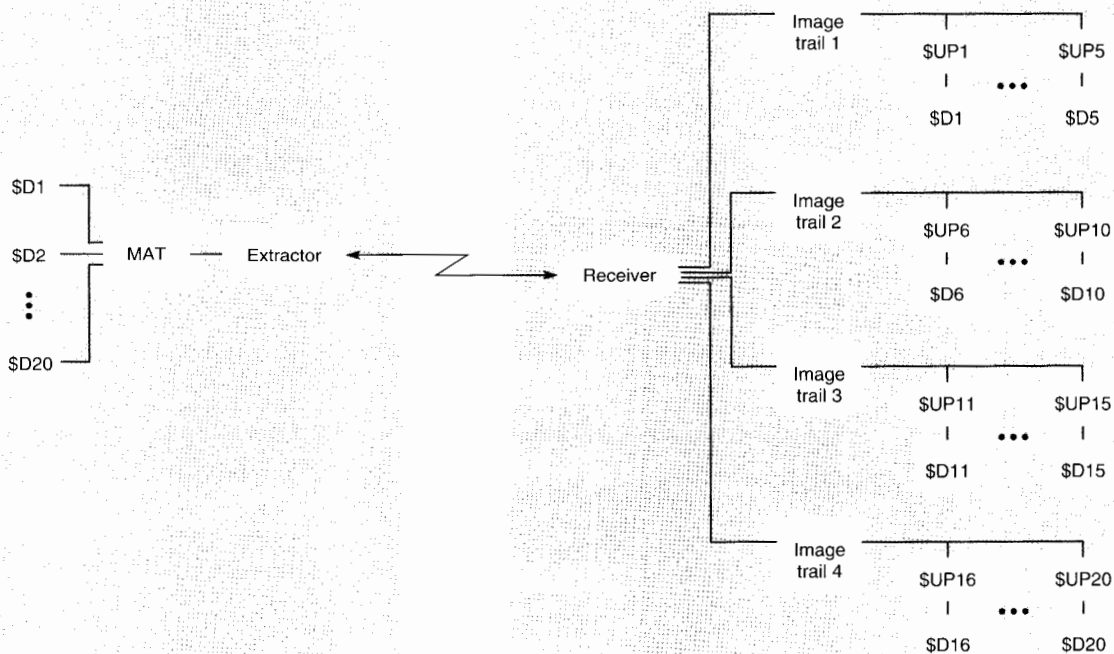 $D1
$D2
$D20
MAT
Extractor
Receiver
Image
trail 1
$UP1
$UP5
$D1
$D5
Image
trail 2
$UP6
$UP10
$D6
$D10
Image
trail 3
$UP11
$UP15
$D11
$D15
Image
trail 4
$UP16
$UP20
$D16
$D20